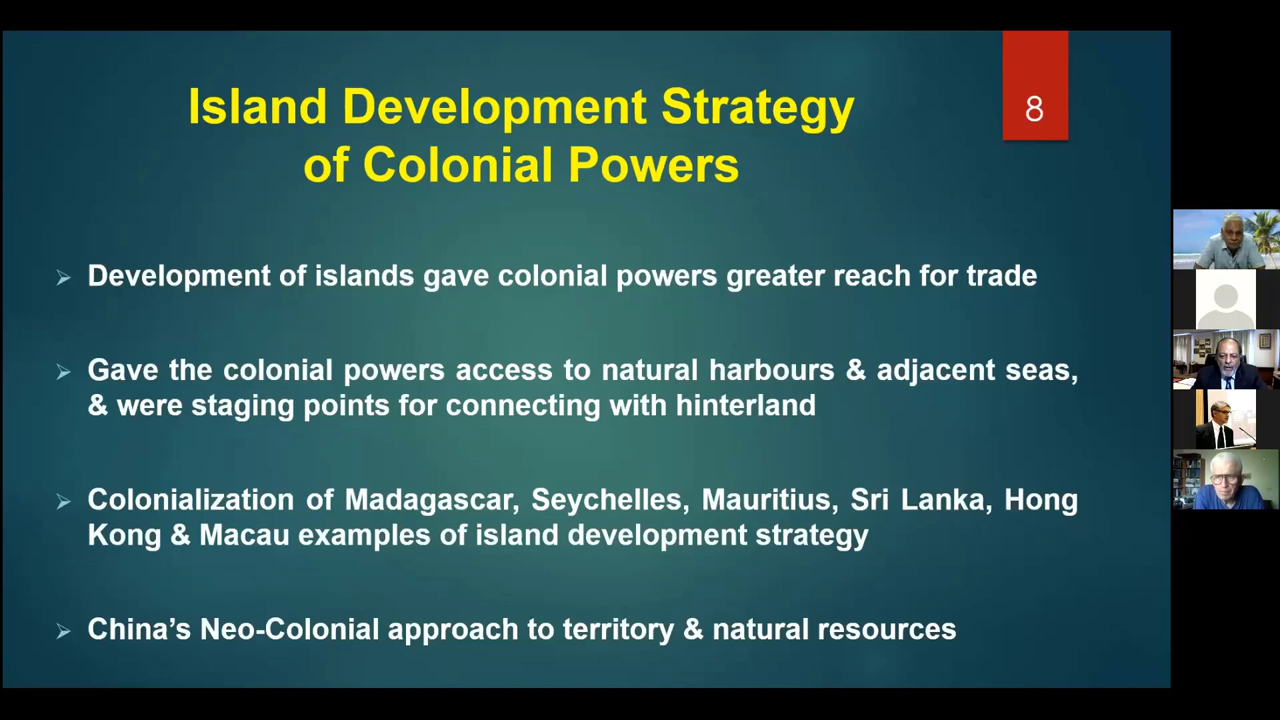 Island Development Strategy
of Colonial Powers
8
Development of islands gave colonial powers greater reach for trade
Gave the colonial powers access to natural harbours & adjacent seas,
& were staging points for connecting with hinterland
Colonialization of Madagascar, Seychelles, Mauritius, Sri Lanka, Hong
Kong & Macau examples of island development strategy
China’s Neo-Colonial approach to territory & natural resources